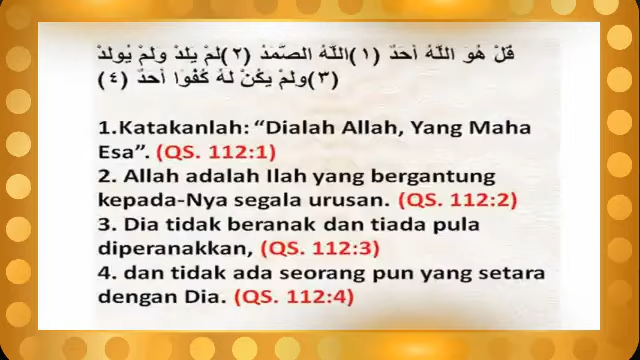 قُلْ هُوَ اللَّهُ أَحَدٌ (١)اللَّهُ الصَّمَدُ (٢)لَمْ يَلِدْ وَلَمْ يُولَدْ
(٣)وَلَمْ يَكُنْ لَهُ كُفُوًا أَحَدٌ (٤)
1.Katakanlah: “Dialah Allah, Yang Maha
Esa”. (QS. 112:1)
2. Allah adalah Ilah yang bergantung
kepada-Nya segala urusan. (QS. 112:2)
3. Dia tidak beranak dan tiada pula
diperanakkan, (QS. 112:3)
4. dan tidak ada seorang pun yang setara
dengan Dia. (QS. 112:4)